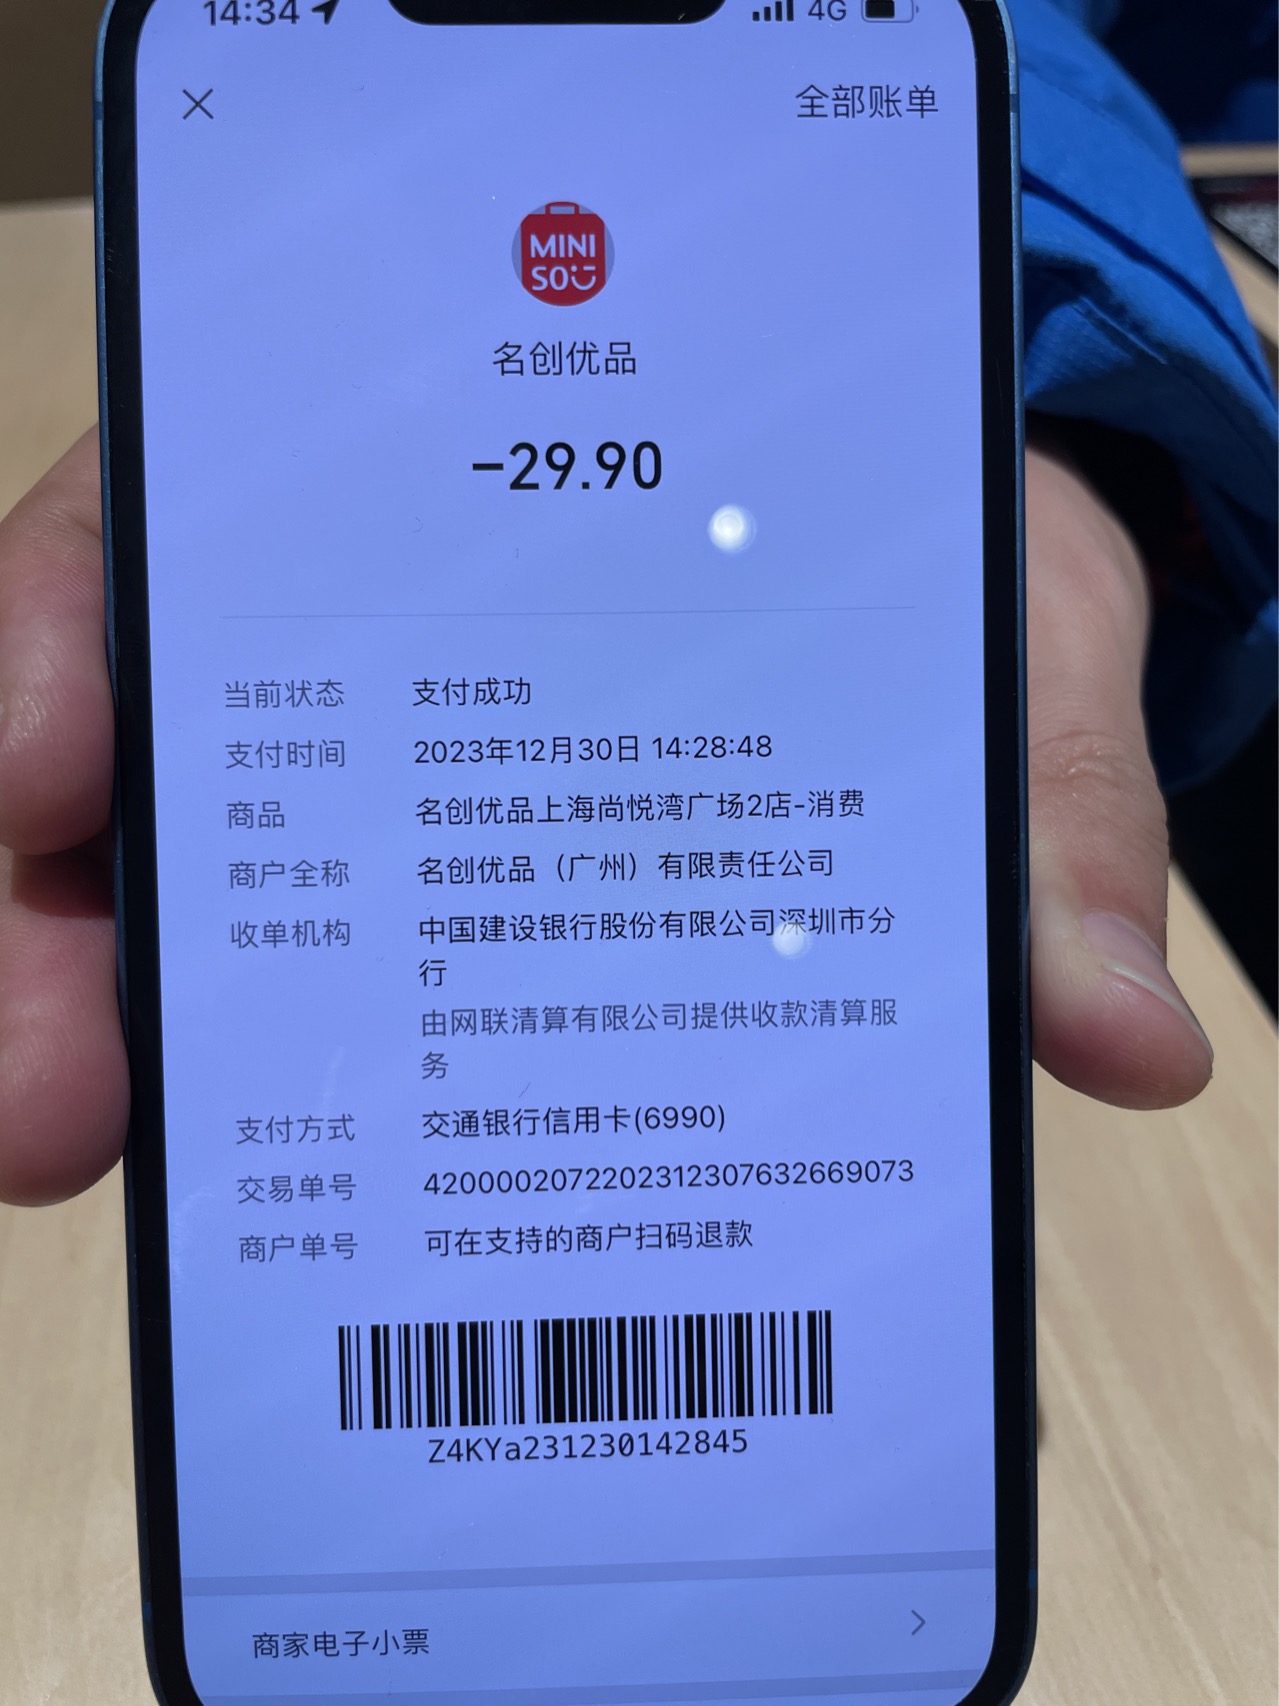 14:34
4G
全部账单
MINI
SO
名创优品
-29.90
当前状态 支付成功
支付时间 2023年12月30日 14:28:48
商品 名创优品上海尚悦湾广场2店-消费
商户全称 名创优品（广州）有限责任公司
收单机构 中国建设银行股份有限公司深圳市分
行
由网联清算有限公司提供收款清算服
务
支付方式 交通银行信用卡(6990)
交易单号 4200002072202312307632669073
商户单号 可在支持的商户扫码退款
Z4KYa231230142845
商家电子小票